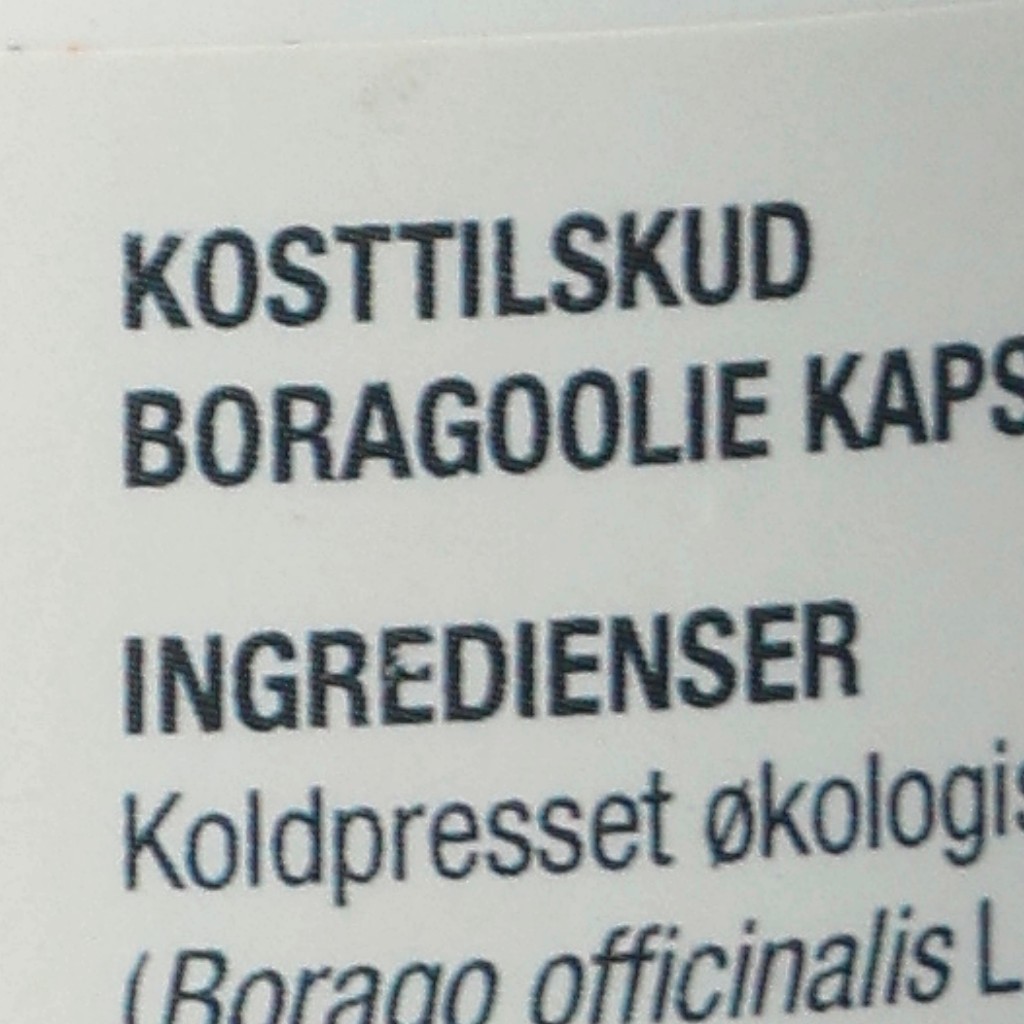 KOSTTILSKUD
BORAGOOLIE KAPS
INGREDIENSER
Koldpresset økologis
(Borago officinalis L